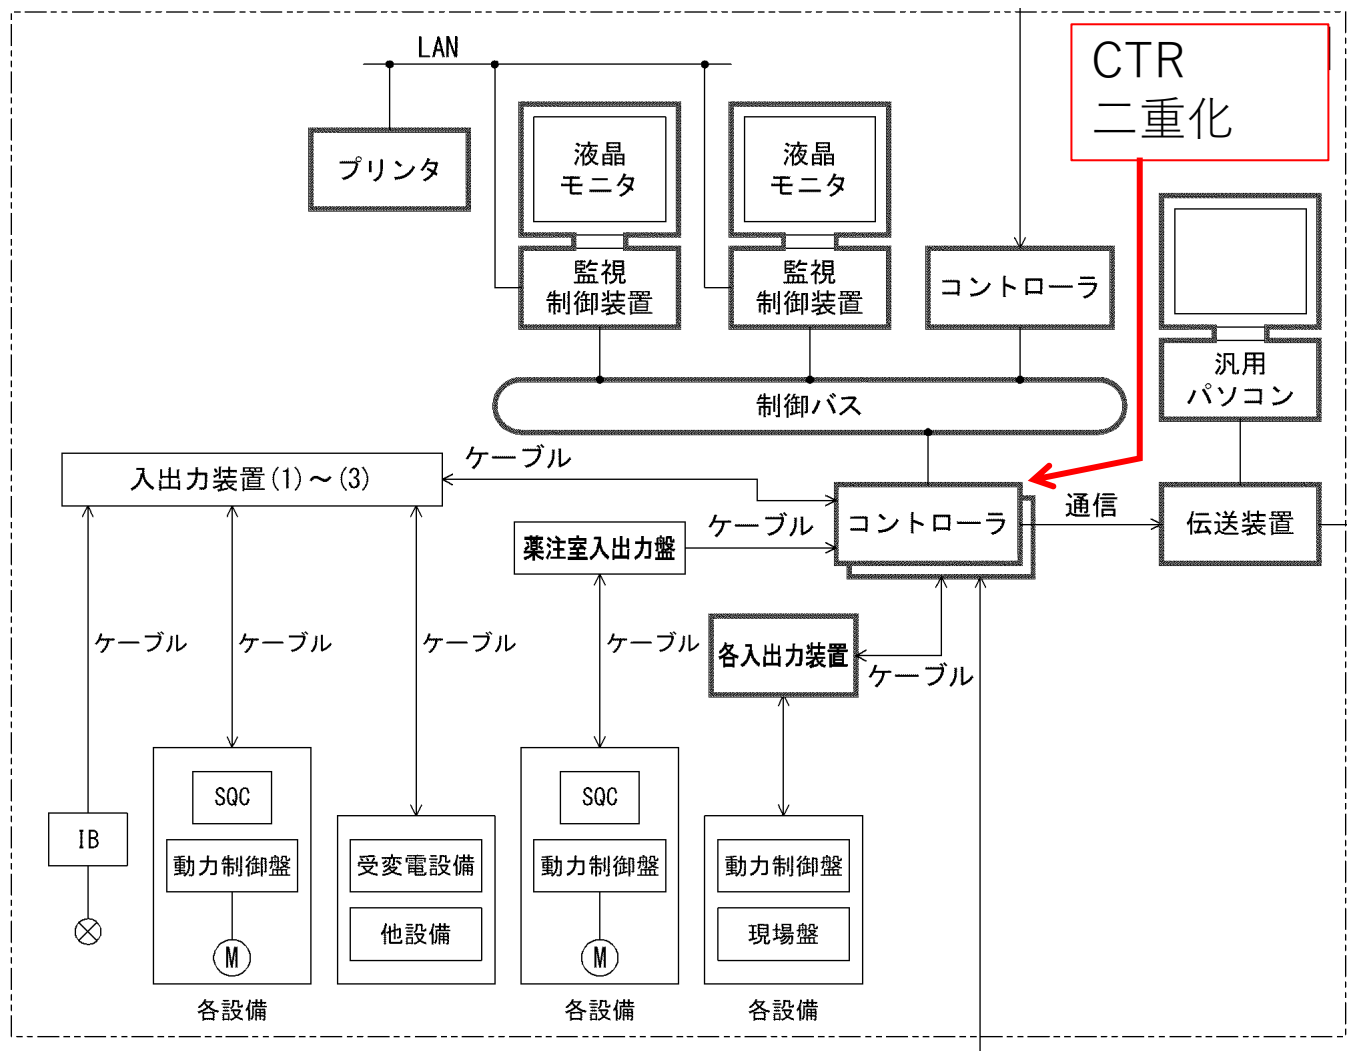 LAN
CTR
二重化
プリンタ
液晶
モニタ
液晶
モニタ
監視
制御装置
監視
制御装置
コントローラ
汎用
パソコン
制御バス
入出力装置(1)～(3)
ケーブル
コントローラ
通信
伝送装置
薬注室入出力盤
ケーブル
ケーブル
ケーブル
ケーブル
ケーブル
各入出力装置
ケーブル
SQC
SQC
IB
動力制御盤
受変電設備
動力制御盤
動力制御盤
他設備
現場盤
M
M
各設備
各設備
各設備